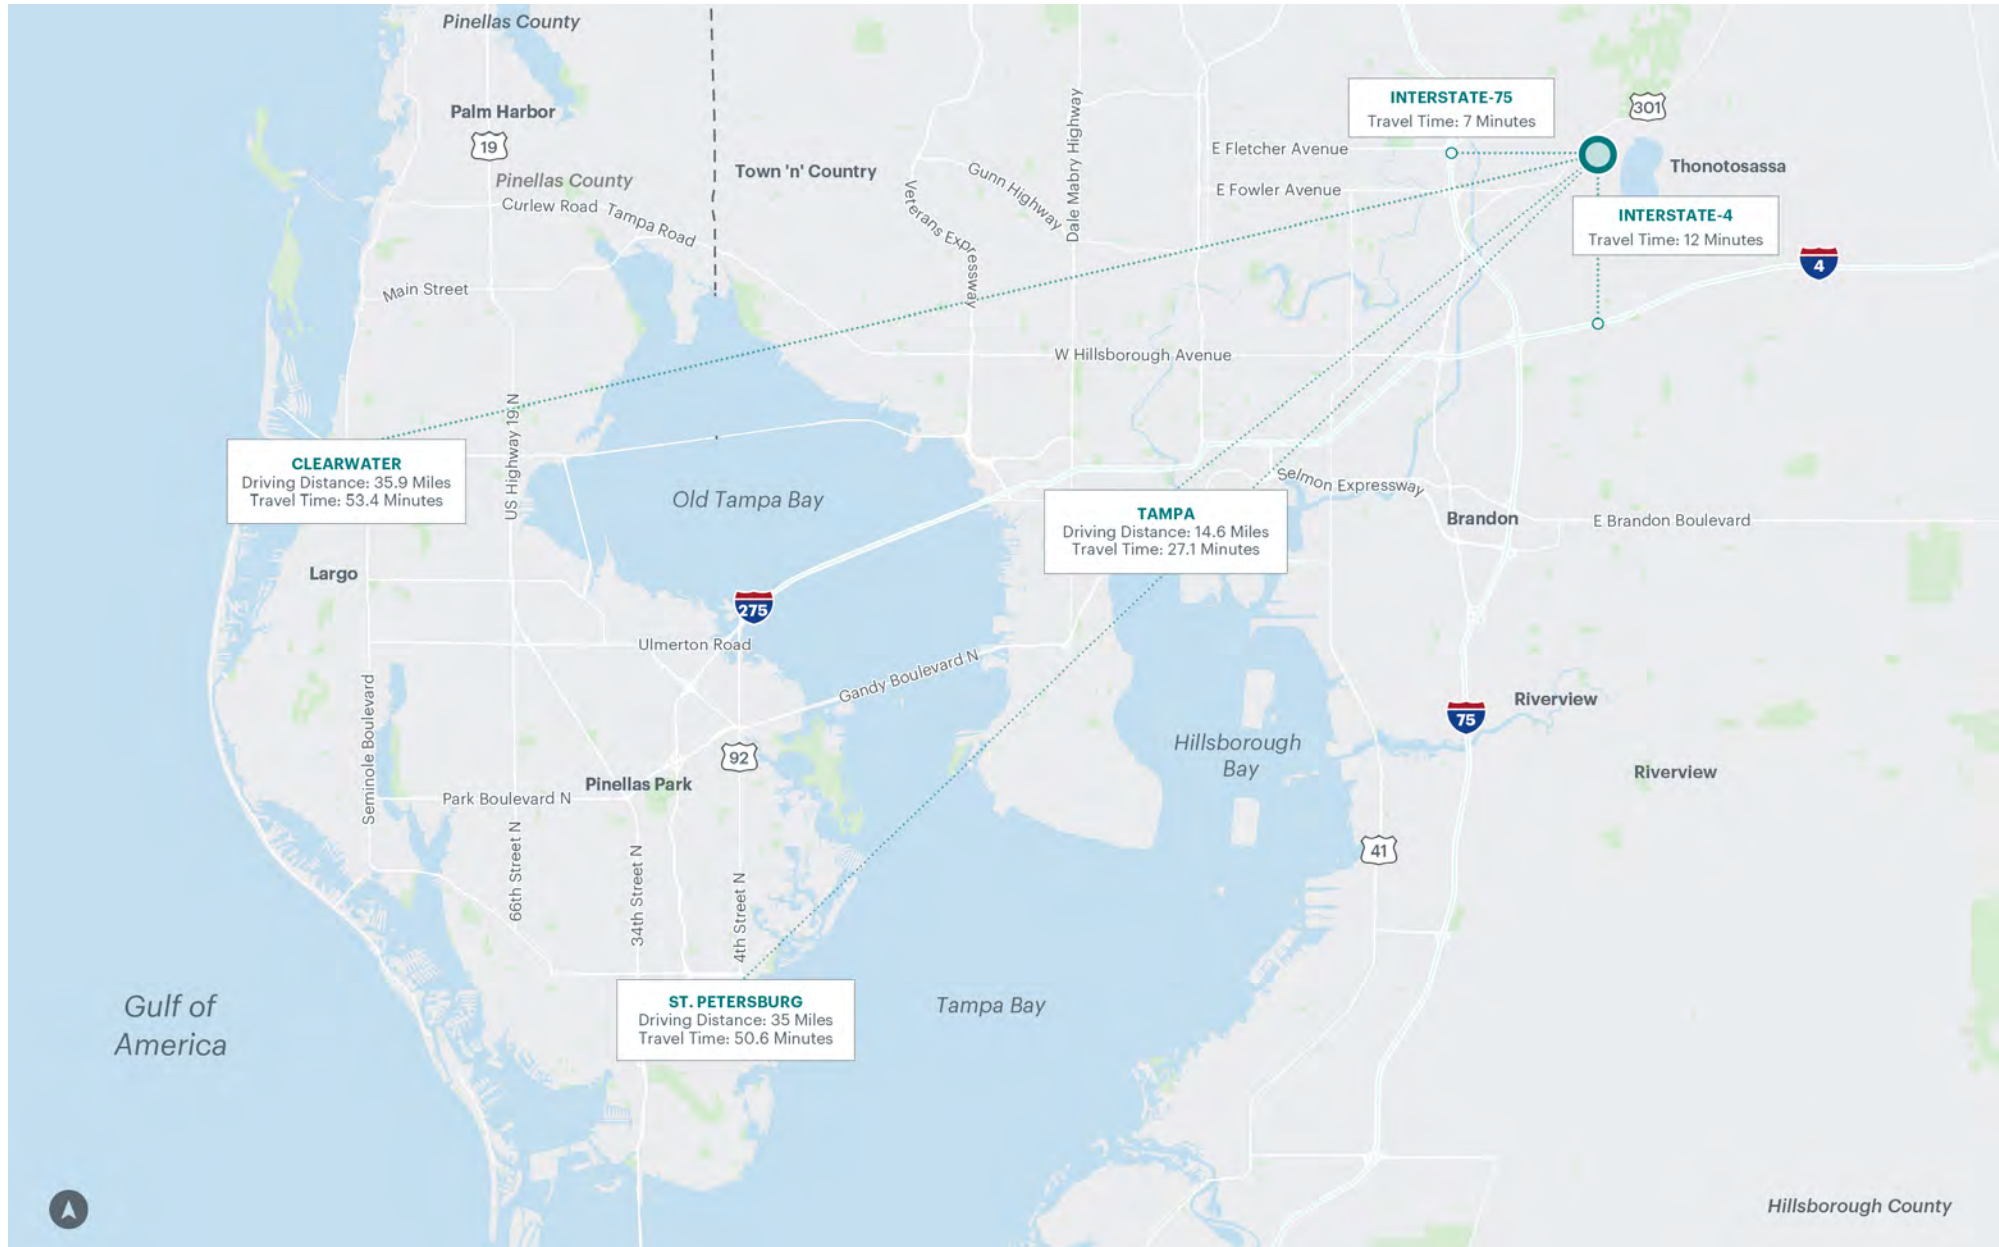 Pinellas County
Palm Harbor
19
Pinellas County
Curlew Road
Tampa Road
Main Street
Town 'n' Country
Veterans Expressway
Gunn Highway
Dale Mabry Highway
E Fletcher Avenue
E Fowler Avenue
INTERSTATE-75
Travel Time: 7 Minutes
301
Thonotosassa
INTERSTATE-4
Travel Time: 12 Minutes
4
W Hillsborough Avenue
US Highway 19 N
CLEARWATER
Driving Distance: 35.9 Miles
Travel Time: 53.4 Minutes
Old Tampa Bay
TAMPA
Driving Distance: 14.6 Miles
Travel Time: 27.1 Minutes
Selmon Expressway
Brandon
E Brandon Boulevard
Largo
275
Ulmerton Road
Gandy Boulevard N
Seminole Boulevard
92
Pinellas Park
Park Boulevard N
66th Street N
34th Street N
4th Street N
Hillsborough
Bay
75
Riverview
Riverview
41
ST. PETERSBURG
Driving Distance: 35 Miles
Travel Time: 50.6 Minutes
Tampa Bay
Gulf of
America
Hillsborough County